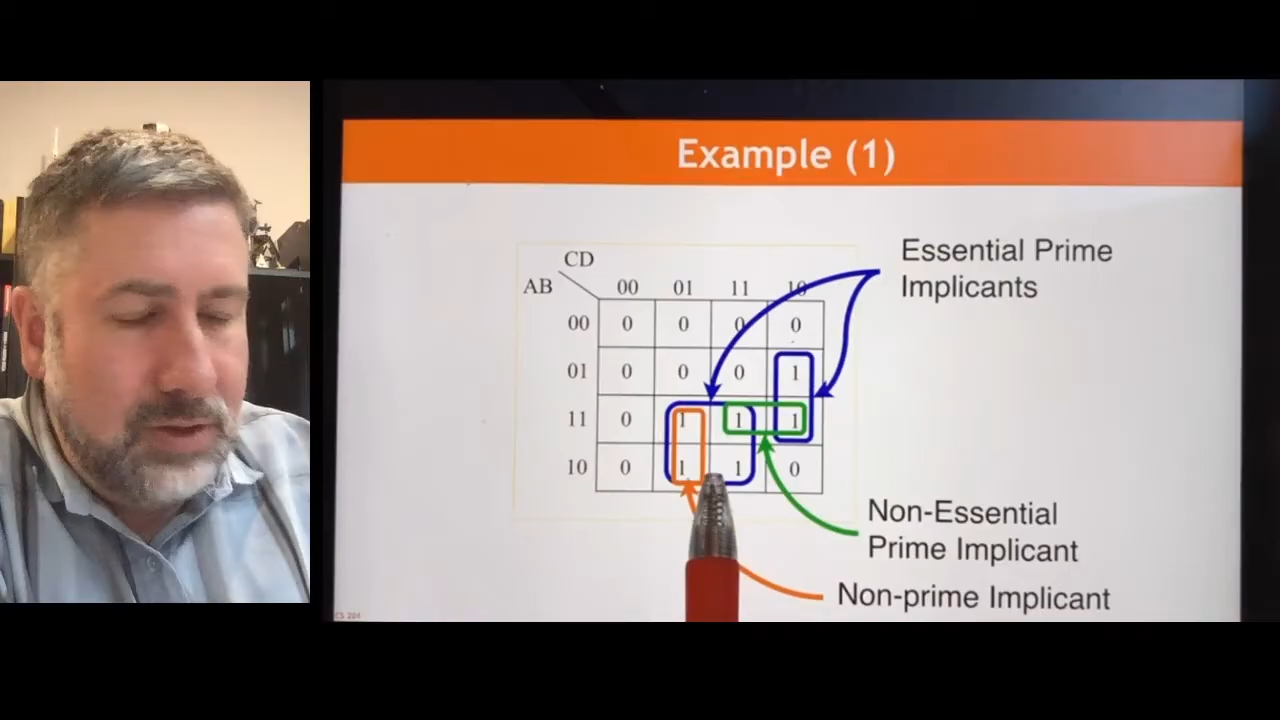 Example (1)
Essential Prime
Implicants
CD
AB
00 01 11 10
00 0 0 0 0
01 0 0 0 1
11 0 1 1 1
10 0 1 1 0
Non-Essential
Prime Implicant
Non-prime Implicant
CS 201